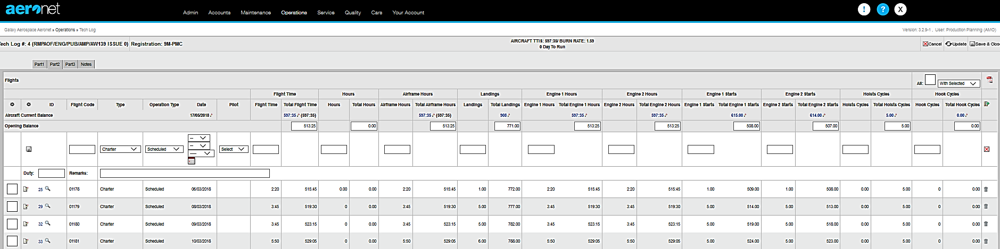 aeronet
Admin Accounts Maintenance Operations Service Quality Cars Your Account ! ? X
Galaxy Aerospace Aeronet » Operations » Tech Log Version: 3.2.9-1 , User: Production Planning (AMO)
Tech Log #: 4 (RMPAOF/ENG/PUB/AMP/AW139 ISSUE 0) Registration: 9M-PMC AIRCRAFT TTIS: 597:35/ BURN RATE: 1.59
0 Day To Run
Cancel Update Save & Clos
Part1 Part2 Part3 Notes
Flights All: With Selected
Flight Time Hours Airframe Hours Landings Engine 1 Hours Engine 2 Hours Engine 1 Starts Engine 2 Starts Hoists Cycles Hook Cycles
ID Flight Code Type Operation Type Date Pilot Flight Time Total Flight Time Hours Total Hours Airframe Hours Total Airframe Hours Landings Total Landings Engine 1 Hours Total Engine 1 Hours Engine 2 Hours Total Engine 2 Hours Engine 1 Starts Total Engine 1 Starts Engine 2 Starts Total Engine 2 Starts Hoists Cycles Total Hoists Cycles Hook Cycles Total Hook Cycles
Aircraft Current Balance 17/05/2018 597:35 (597:35) 597:35 (597:35) 908 597:35 597:35 615.00 614.00 5.00 0.00
Opening Balance 513:25 0.00 513:25 771.00 513:25 513:25 508.00 507.00 5.00 0.00
Charter Scheduled -- -- ---- Select
Duty: Remarks:
25 01178 Charter Scheduled 06/03/2018 2:20 515:45 0.00 0.00 2:20 515:45 1.00 772.00 2:20 515:45 2:20 515:45 1.00 509.00 1.00 508.00 0.00 5.00 0 0.00
29 01179 Charter Scheduled 08/03/2018 3:45 519:30 0 0.00 3:45 519:30 5.00 777.00 3:45 519:30 3:45 519:30 5.00 514.00 5.00 513.00 0.00 5.00 0 0.00
32 01180 Charter Scheduled 09/03/2018 3:45 523:15 0 0.00 3:45 523:15 5.00 782.00 3:45 523:15 3:45 523:15 5.00 519.00 5.00 518.00 0.00 5.00 0 0.00
33 01181 Charter Scheduled 10/03/2018 5:50 529:05 0 0.00 5:50 529:05 6.00 788.00 5:50 529:05 5:50 529:05 5.00 524.00 5.00 523.00 0.00 5.00 0 0.00